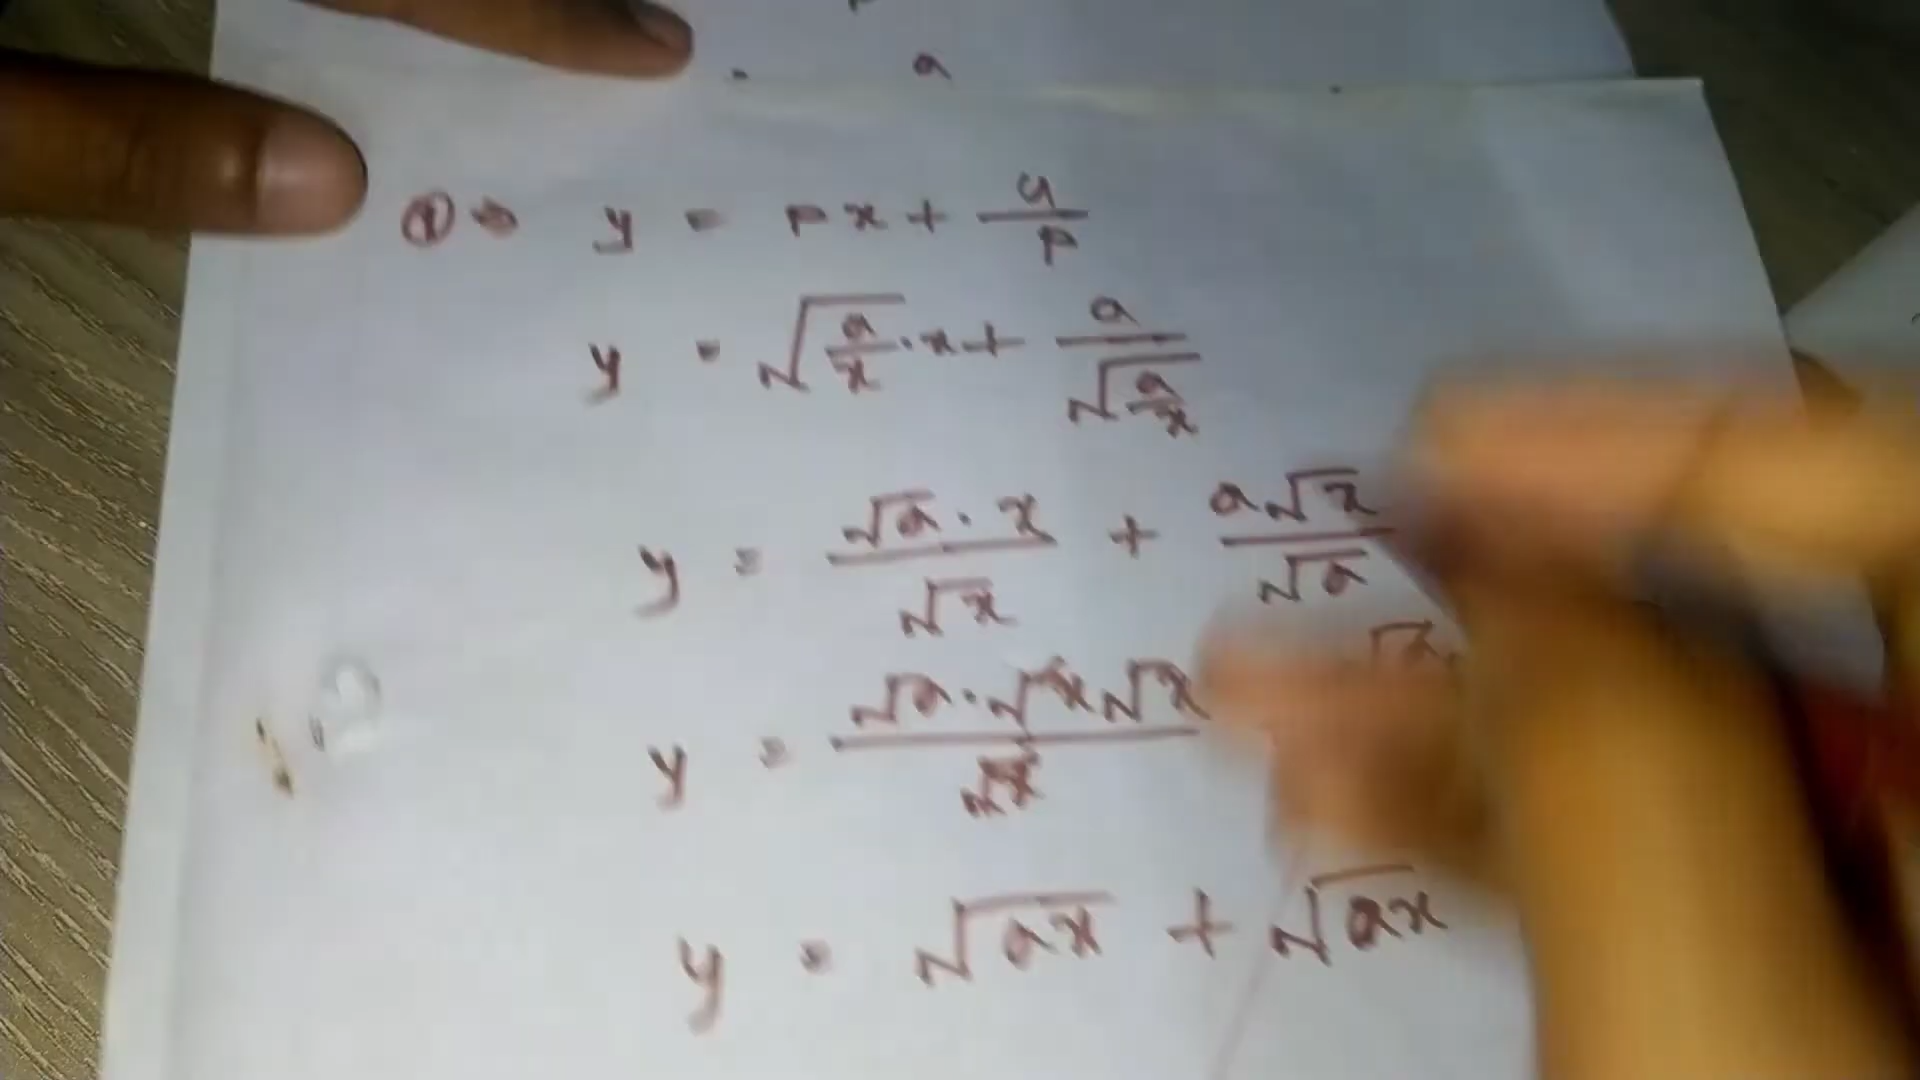 a
① ⇒ y = px + a/p
y = √(a/x) · x + a/√(a/x)
y = √a · x / √x + a√x / √a
y = √a · √x √x / √x √a
y = √ax + √ax